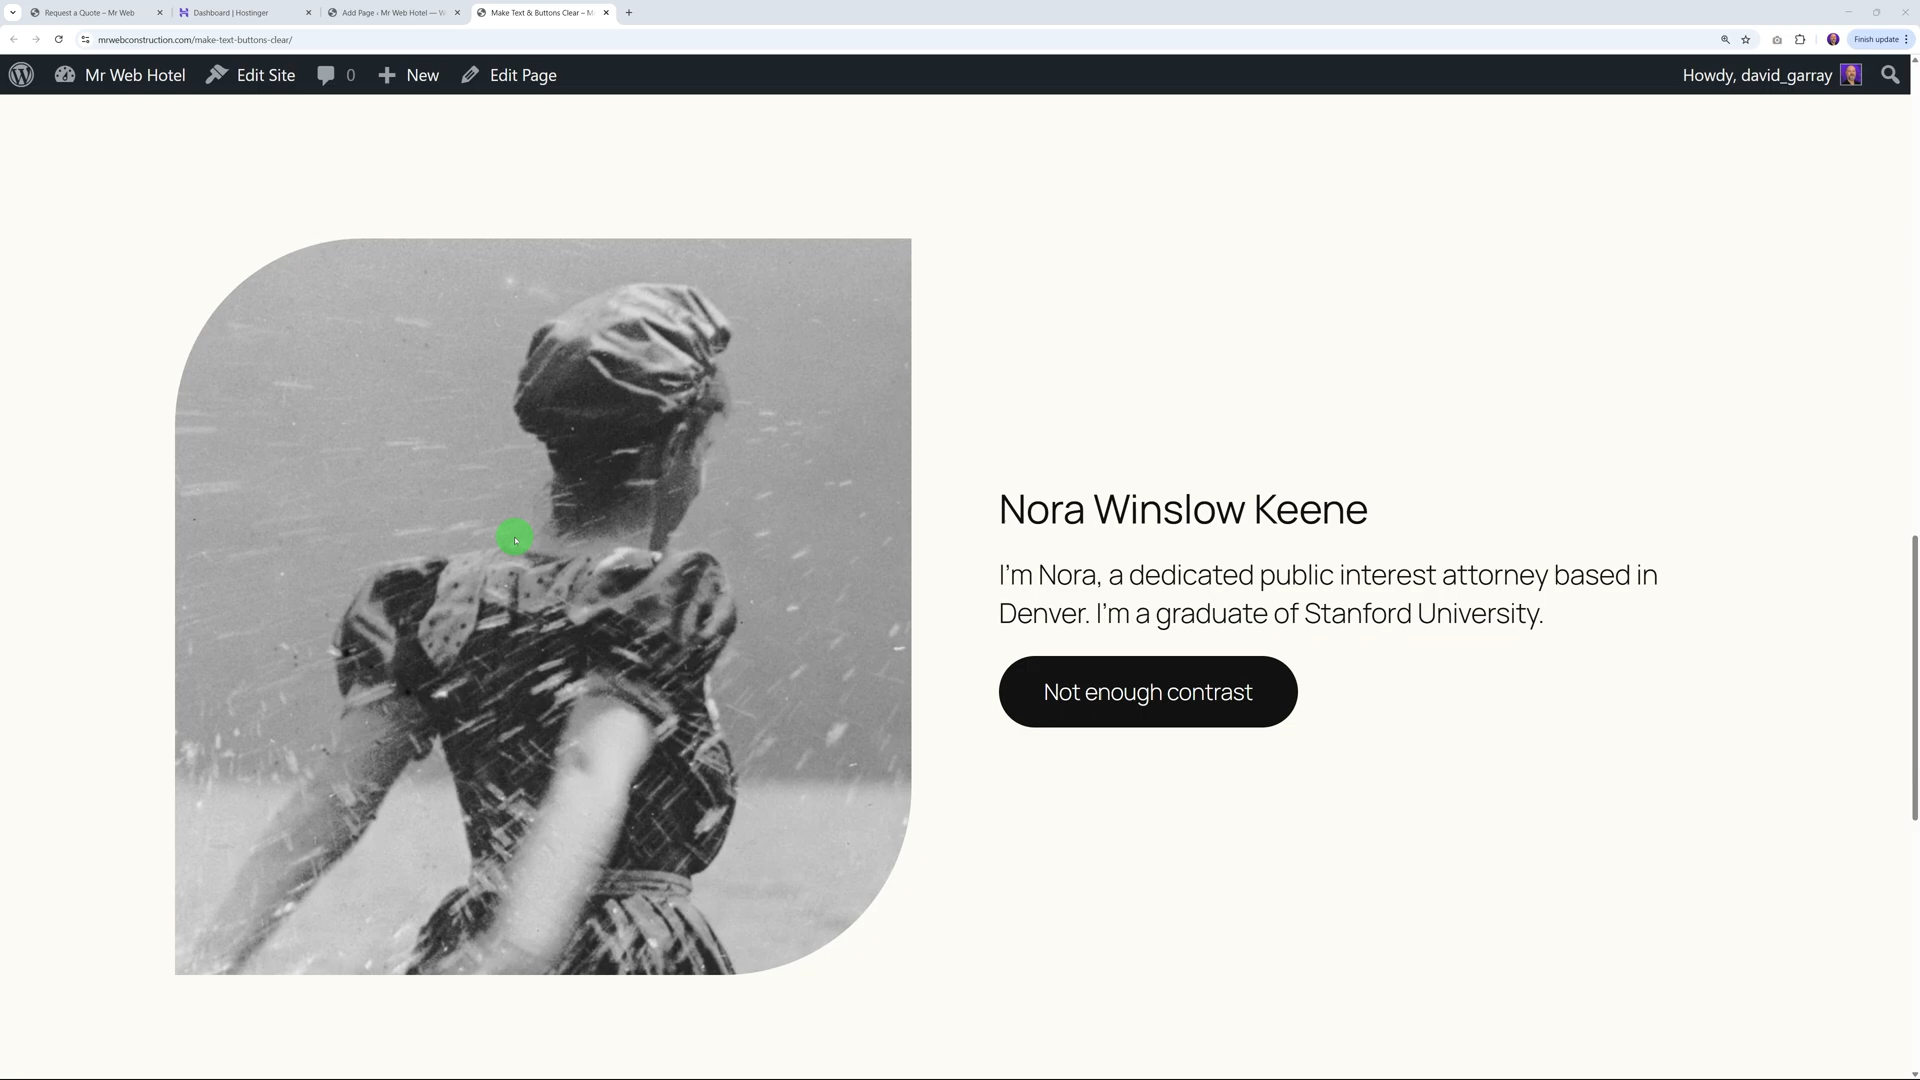 Request a Quote – Mr Web
Dashboard | Hostinger
Add Page ‹ Mr Web Hotel — W
Make Text & Buttons Clear – M
mrwebconstruction.com/make-text-buttons-clear/
Finish update
Mr Web Hotel
Edit Site
0
New
Edit Page
Howdy, david_garray
Nora Winslow Keene
I’m Nora, a dedicated public interest attorney based in
Denver. I’m a graduate of Stanford University.
Not enough contrast